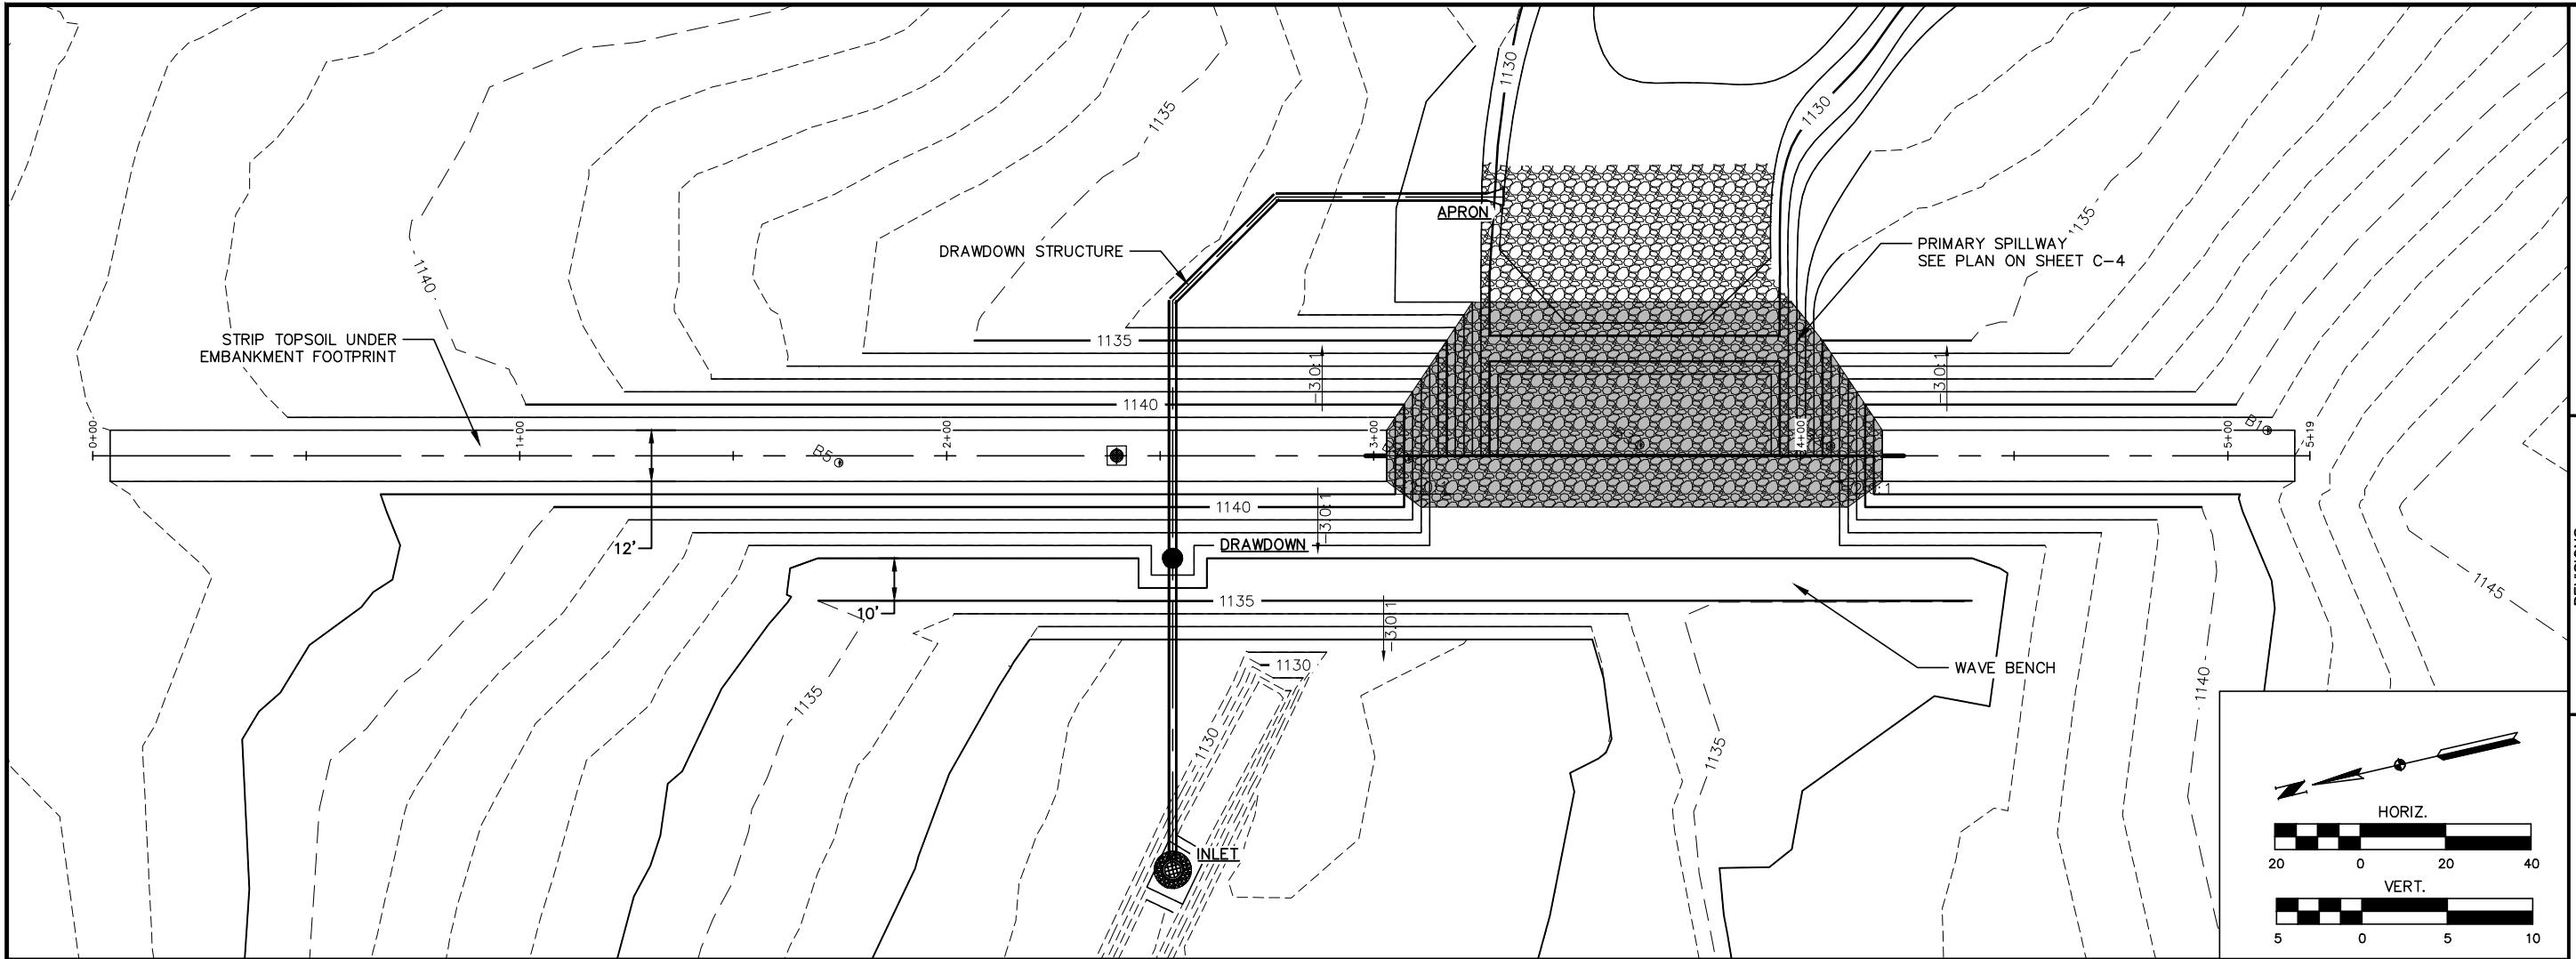 1130
1130
1135
APRON
1135
DRAWDOWN STRUCTURE
PRIMARY SPILLWAY
SEE PLAN ON SHEET C-4
1140
STRIP TOPSOIL UNDER
EMBANKMENT FOOTPRINT
1135
-3.0:1
-3.0:1
1140
0+00
1+00
2+00
3+00
4+00
5+00
5+19
B5
B1
1140
-3.0:1
12'
DRAWDOWN
10'
1135
-3.0:1
1145
1130
WAVE BENCH
1135
1140
1130
1135
INLET
N
HORIZ.
20 0 20 40
VERT.
5 0 5 10